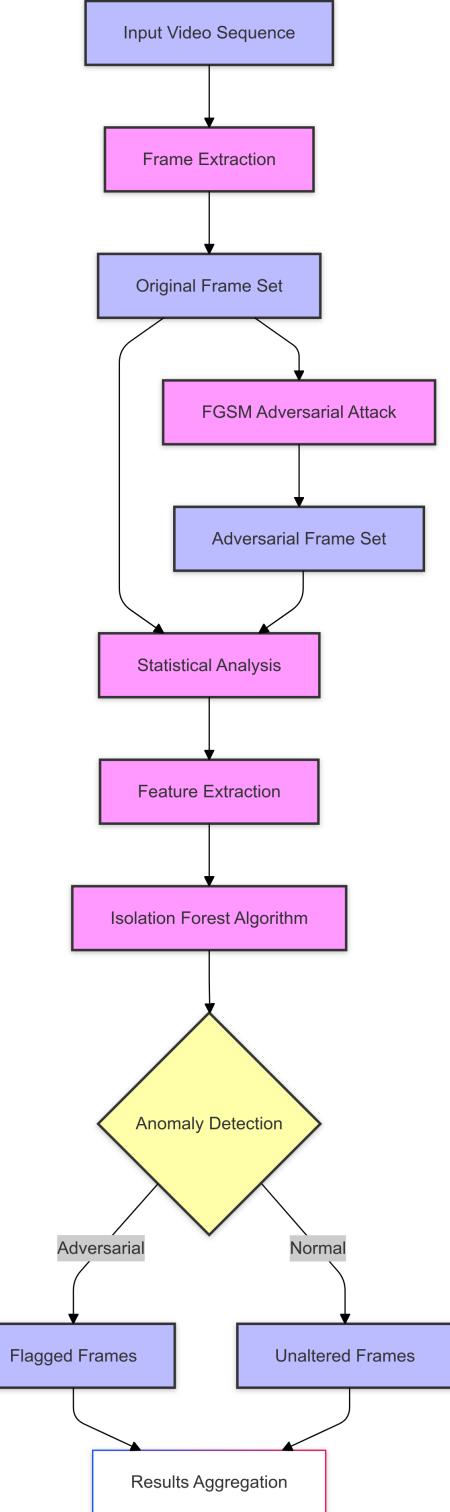 Input Video Sequence
Frame Extraction
Original Frame Set
FGSM Adversarial Attack
Adversarial Frame Set
Statistical Analysis
Feature Extraction
Isolation Forest Algorithm
Anomaly Detection
Adversarial
Normal
Flagged Frames
Unaltered Frames
Results Aggregation